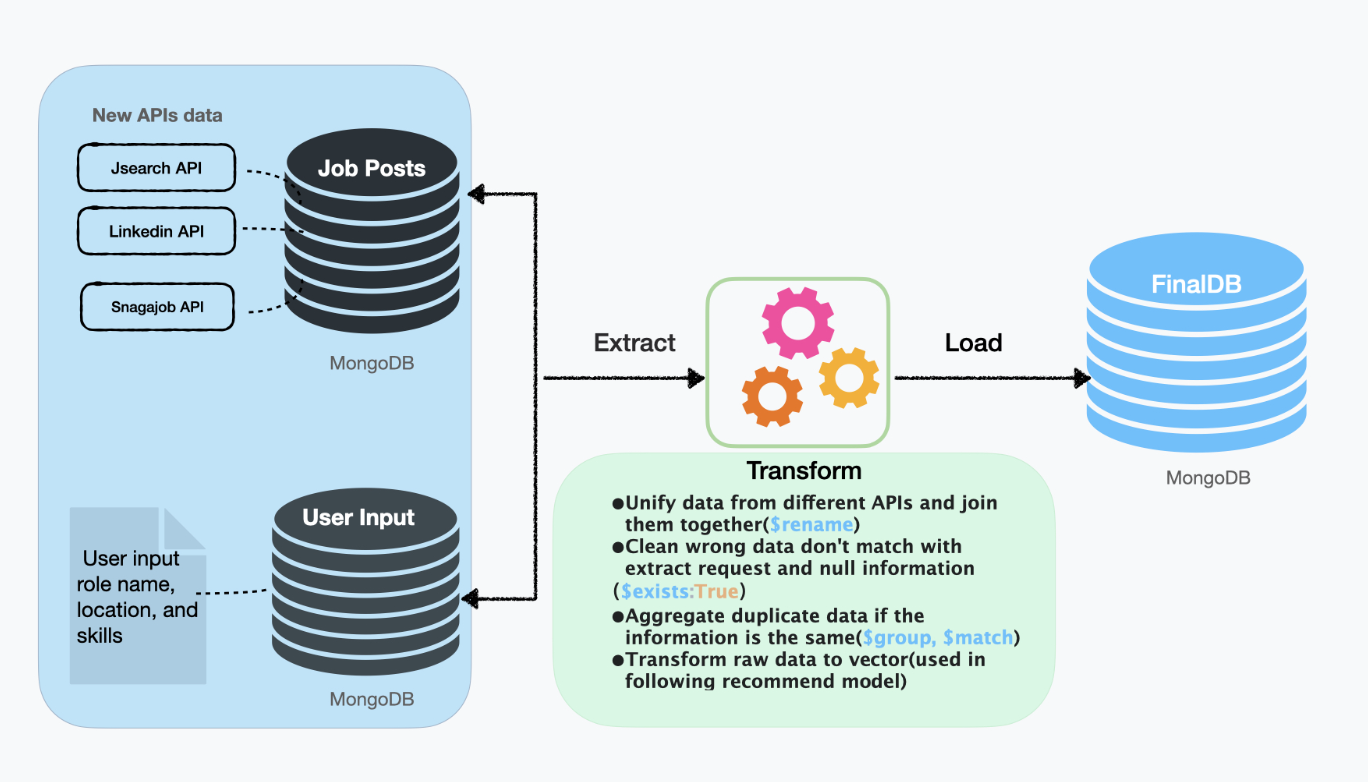 New APIs data
Jsearch API
Linkedin API
Snagajob API
Job Posts
MongoDB
User input
role name,
location, and
skills
User Input
MongoDB
Extract
Load
FinalDB
MongoDB
Transform
●Unify data from different APIs and join
them together($rename)
●Clean wrong data don't match with
extract request and null information
($exists:True)
●Aggregate duplicate data if the
information is the same($group, $match)
●Transform raw data to vector(used in
following recommend model)